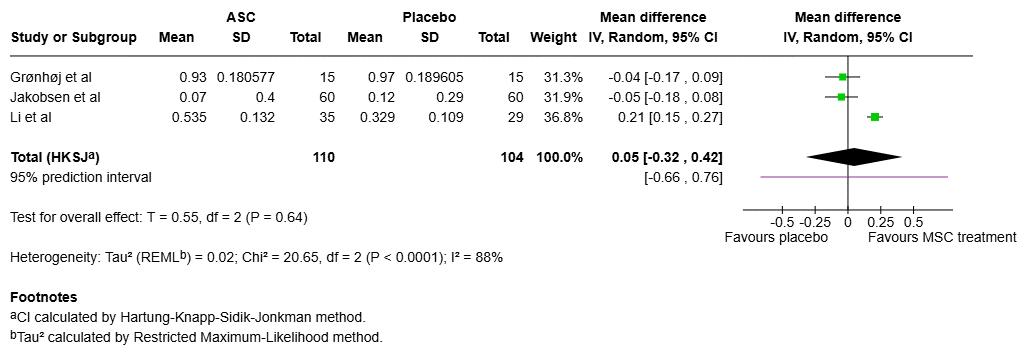 ASC Placebo Mean difference Mean difference
Study or Subgroup Mean SD Total Mean SD Total Weight IV, Random, 95% CI IV, Random, 95% CI
Grønhøj et al 0.93 0.180577 15 0.97 0.189605 15 31.3% -0.04 [-0.17 , 0.09]
Jakobsen et al 0.07 0.4 60 0.12 0.29 60 31.9% -0.05 [-0.18 , 0.08]
Li et al 0.535 0.132 35 0.329 0.109 29 36.8% 0.21 [0.15 , 0.27]
Total (HKSJᵃ) 110 104 100.0% 0.05 [-0.32 , 0.42]
95% prediction interval [-0.66 , 0.76]
Test for overall effect: T = 0.55, df = 2 (P = 0.64)
-0.5 -0.25 0 0.25 0.5
Favours placebo Favours MSC treatment
Heterogeneity: Tau² (REMLᵇ) = 0.02; Chi² = 20.65, df = 2 (P < 0.0001); I² = 88%
Footnotes
ᵃCI calculated by Hartung-Knapp-Sidik-Jonkman method.
ᵇTau² calculated by Restricted Maximum-Likelihood method.